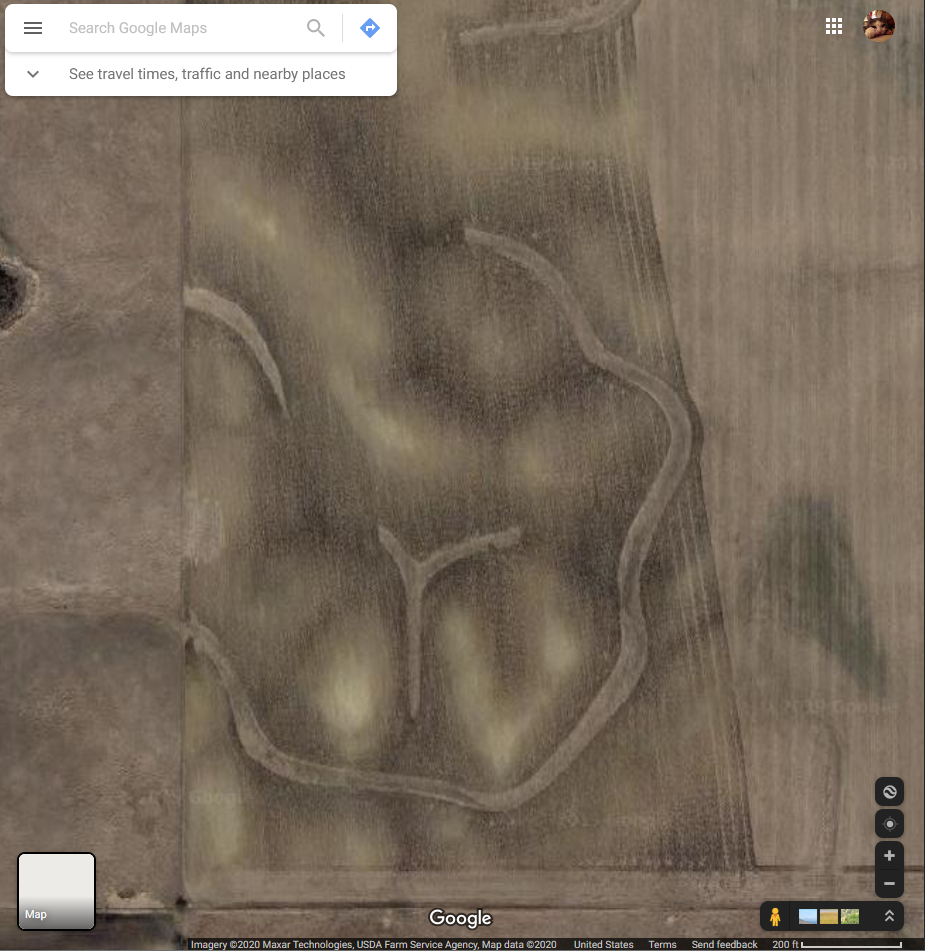 Search Google Maps
See travel times, traffic and nearby places
Map
Google
Imagery ©2020 Maxar Technologies, USDA Farm Service Agency, Map data ©2020 United States Terms Send feedback 200 ft